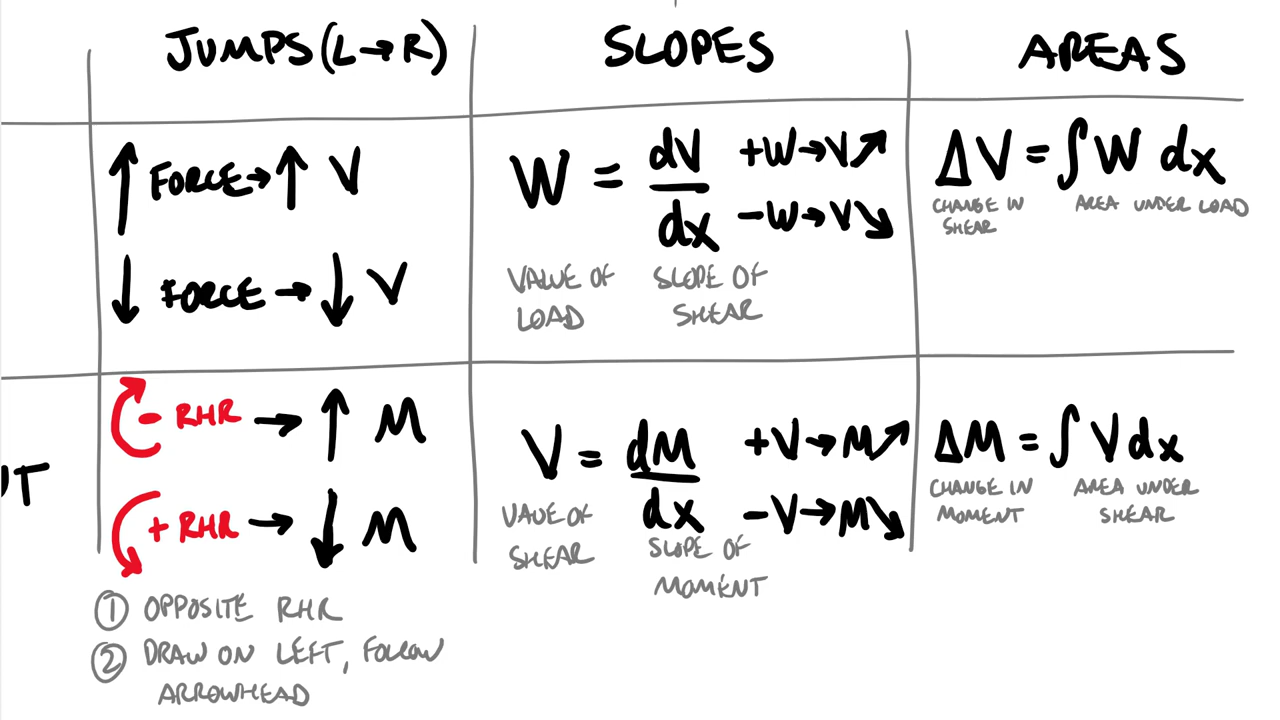 JUMPS (L→R)
SLOPES
AREAS
↑ FORCE → ↑ V
↓ FORCE → ↓ V
W = dV/dx
+W→V↗
-W→V↘
VALUE OF
LOAD
SLOPE OF
SHEAR
ΔV = ∫W dx
CHANGE IN
SHEAR
AREA UNDER LOAD
- RHR → ↑ M
+ RHR → ↓ M
① OPPOSITE RHR
② DRAW ON LEFT, FOLLOW
ARROWHEAD
V = dM/dx
+V→M↗
-V→M↘
VALUE OF
SHEAR
SLOPE OF
MOMENT
ΔM = ∫ V dx
CHANGE IN
MOMENT
AREA UNDER
SHEAR